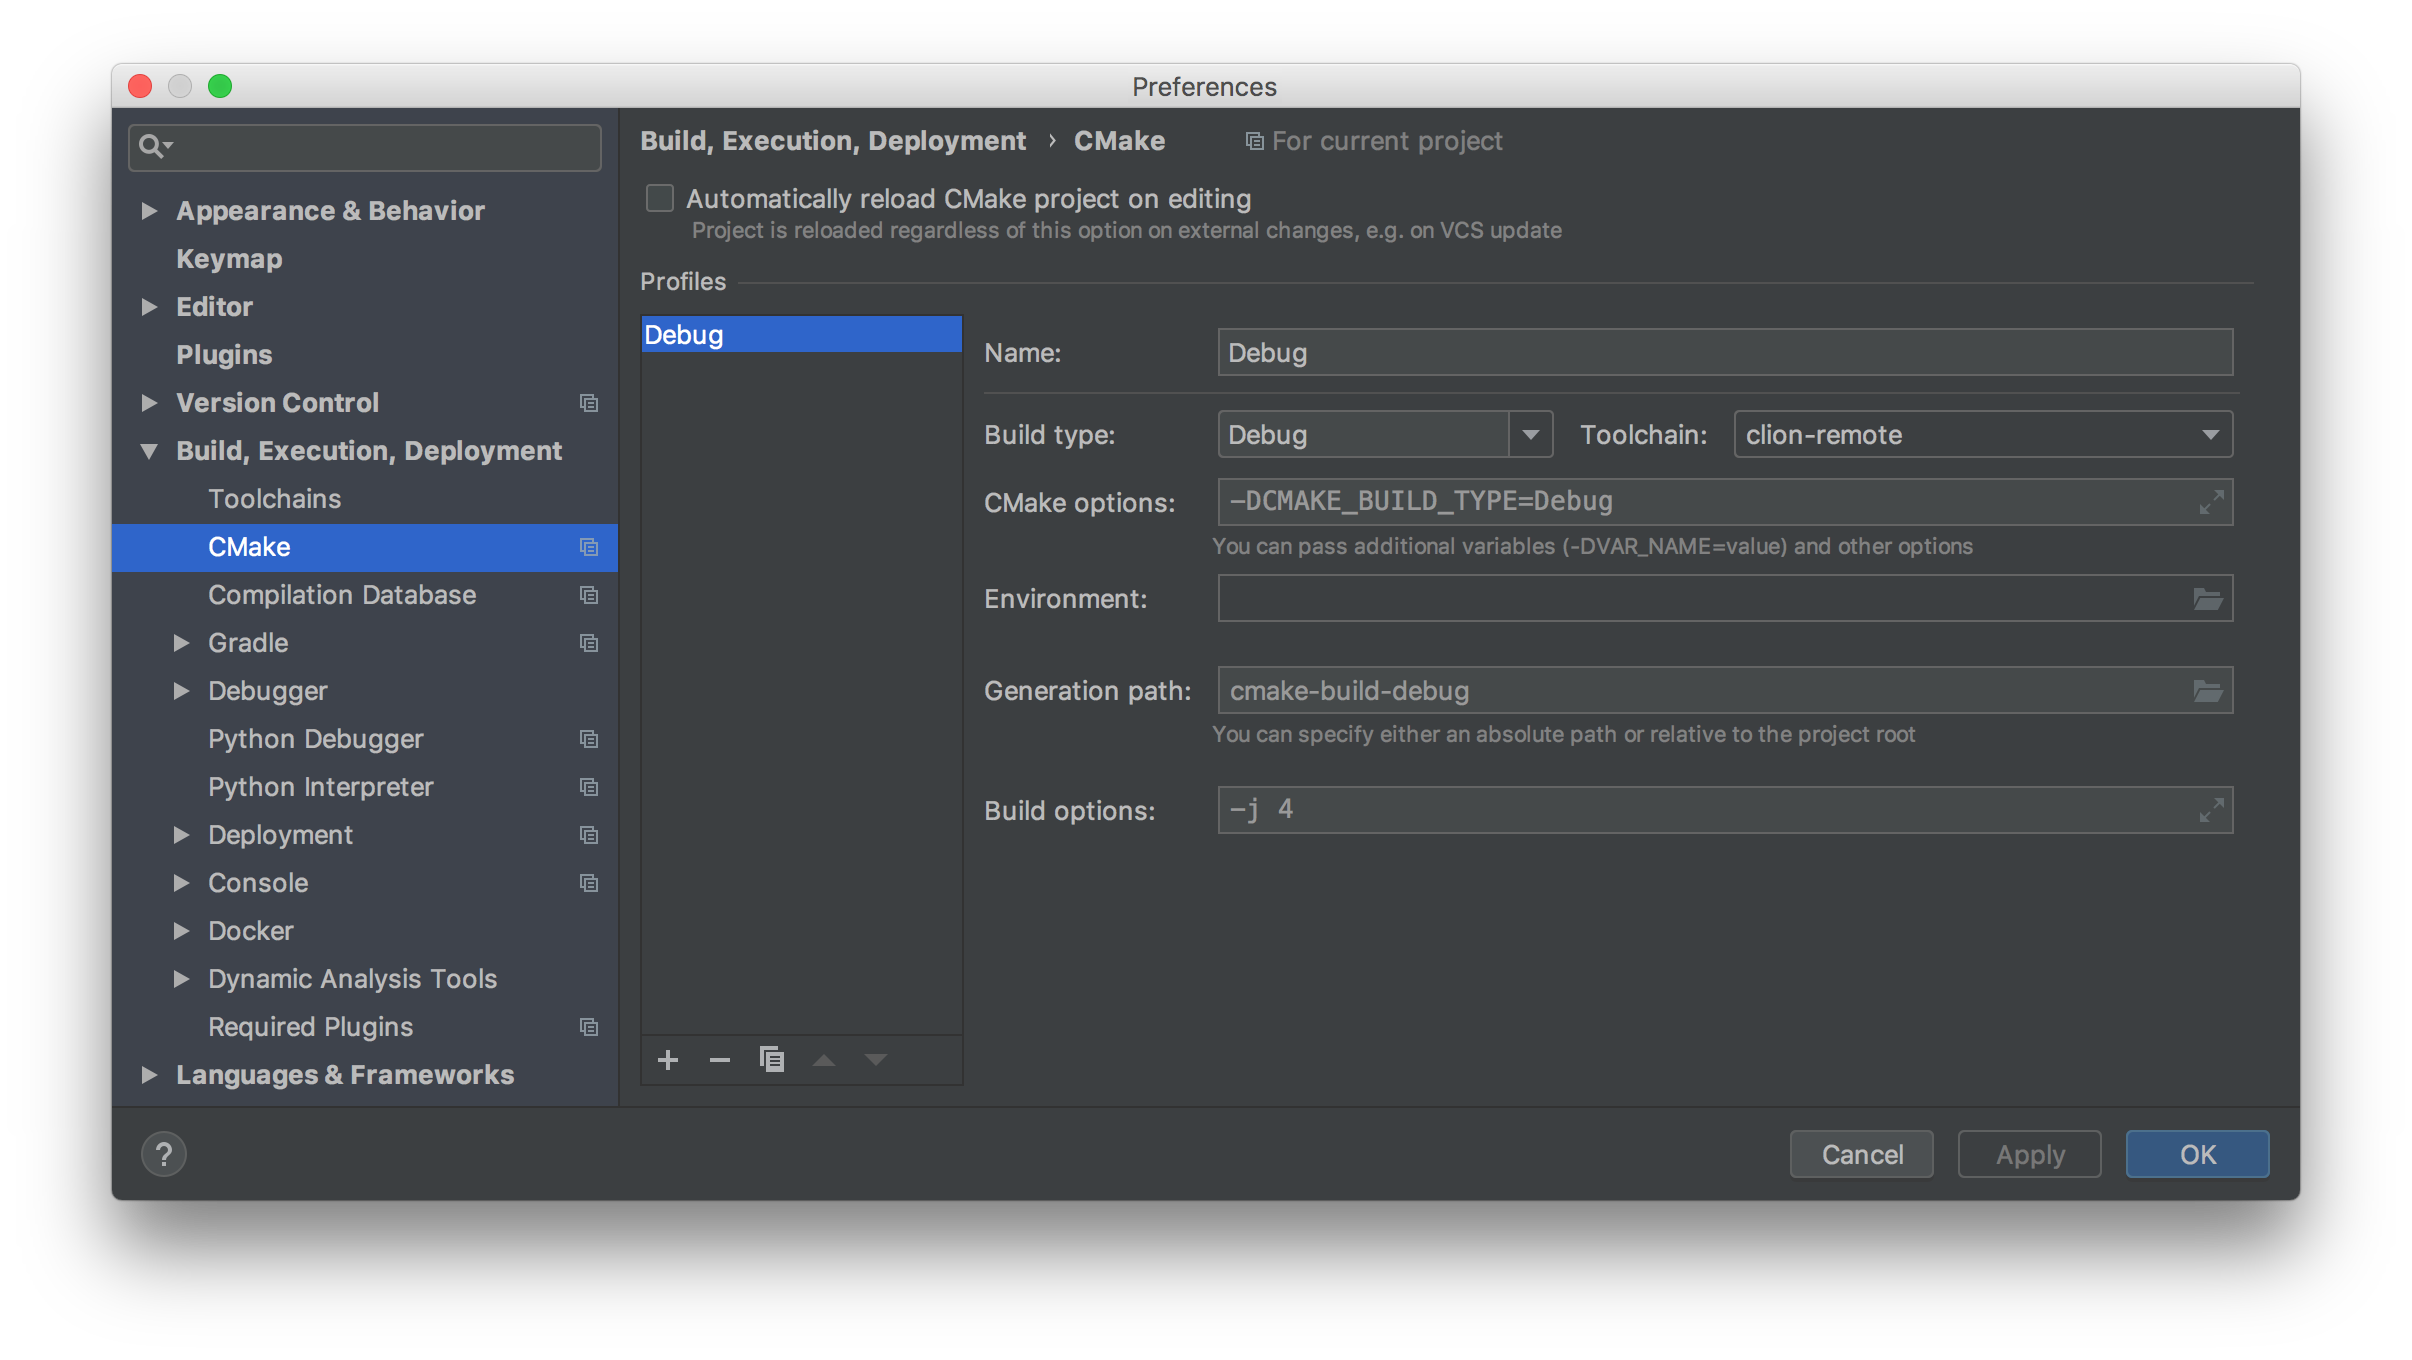 Preferences
Appearance & Behavior
Keymap
Editor
Plugins
Version Control
Build, Execution, Deployment
Toolchains
CMake
Compilation Database
Gradle
Debugger
Python Debugger
Python Interpreter
Deployment
Console
Docker
Dynamic Analysis Tools
Required Plugins
Languages & Frameworks
Build, Execution, Deployment › CMake For current project
Automatically reload CMake project on editing
Project is reloaded regardless of this option on external changes, e.g. on VCS update
Profiles
Debug
Name: Debug
Build type: Debug Toolchain: clion-remote
CMake options: -DCMAKE_BUILD_TYPE=Debug
You can pass additional variables (-DVAR_NAME=value) and other options
Environment:
Generation path: cmake-build-debug
You can specify either an absolute path or relative to the project root
Build options: -j 4
? Cancel Apply OK